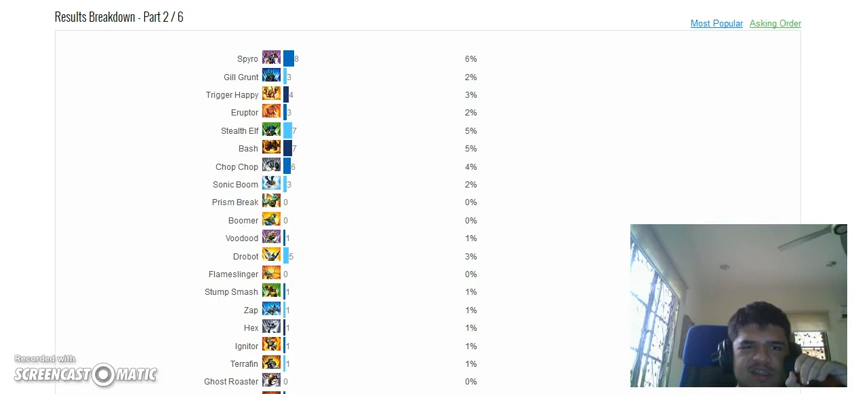 Results Breakdown - Part 2 / 6
Most Popular Asking Order
Spyro 8 6%
Gill Grunt 3 2%
Trigger Happy 4 3%
Eruptor 3 2%
Stealth Elf 7 5%
Bash 7 5%
Chop Chop 6 4%
Sonic Boom 3 2%
Prism Break 0 0%
Boomer 0 0%
Voodood 1 1%
Drobot 5 3%
Flameslinger 0 0%
Stump Smash 1 1%
Zap 1 1%
Hex 1 1%
Ignitor 1 1%
Terrafin 1 1%
Ghost Roaster 0 0%
Recorded with
SCREENCAST-O-MATIC